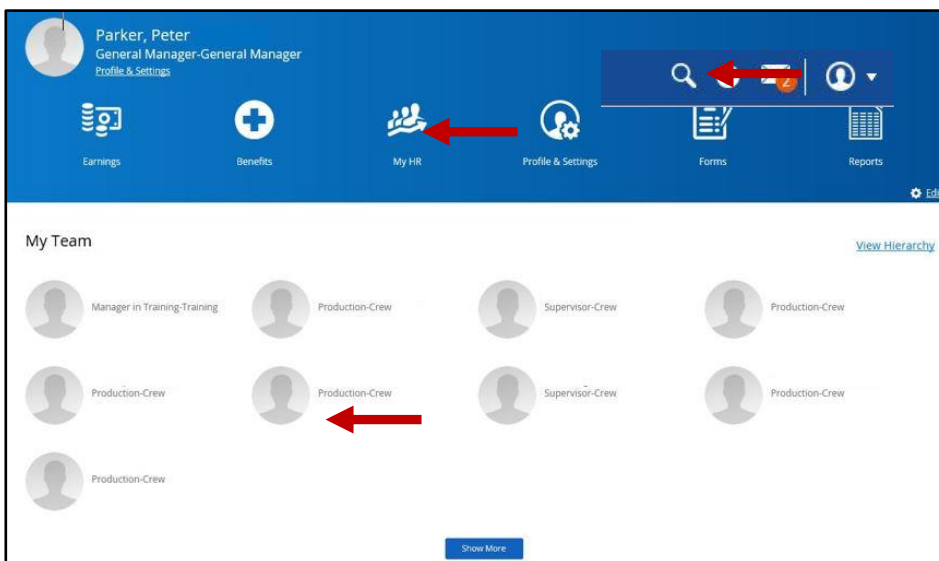 Parker, Peter
General Manager-General Manager
Profile & Settings
2
Earnings
Benefits
My HR
Profile & Settings
Forms
Reports
Edi
My Team
View Hierarchy
Manager in Training-Training
Production-Crew
Supervisor-Crew
Production-Crew
Production-Crew
Production-Crew
Supervisor-Crew
Production-Crew
Production-Crew
Show More